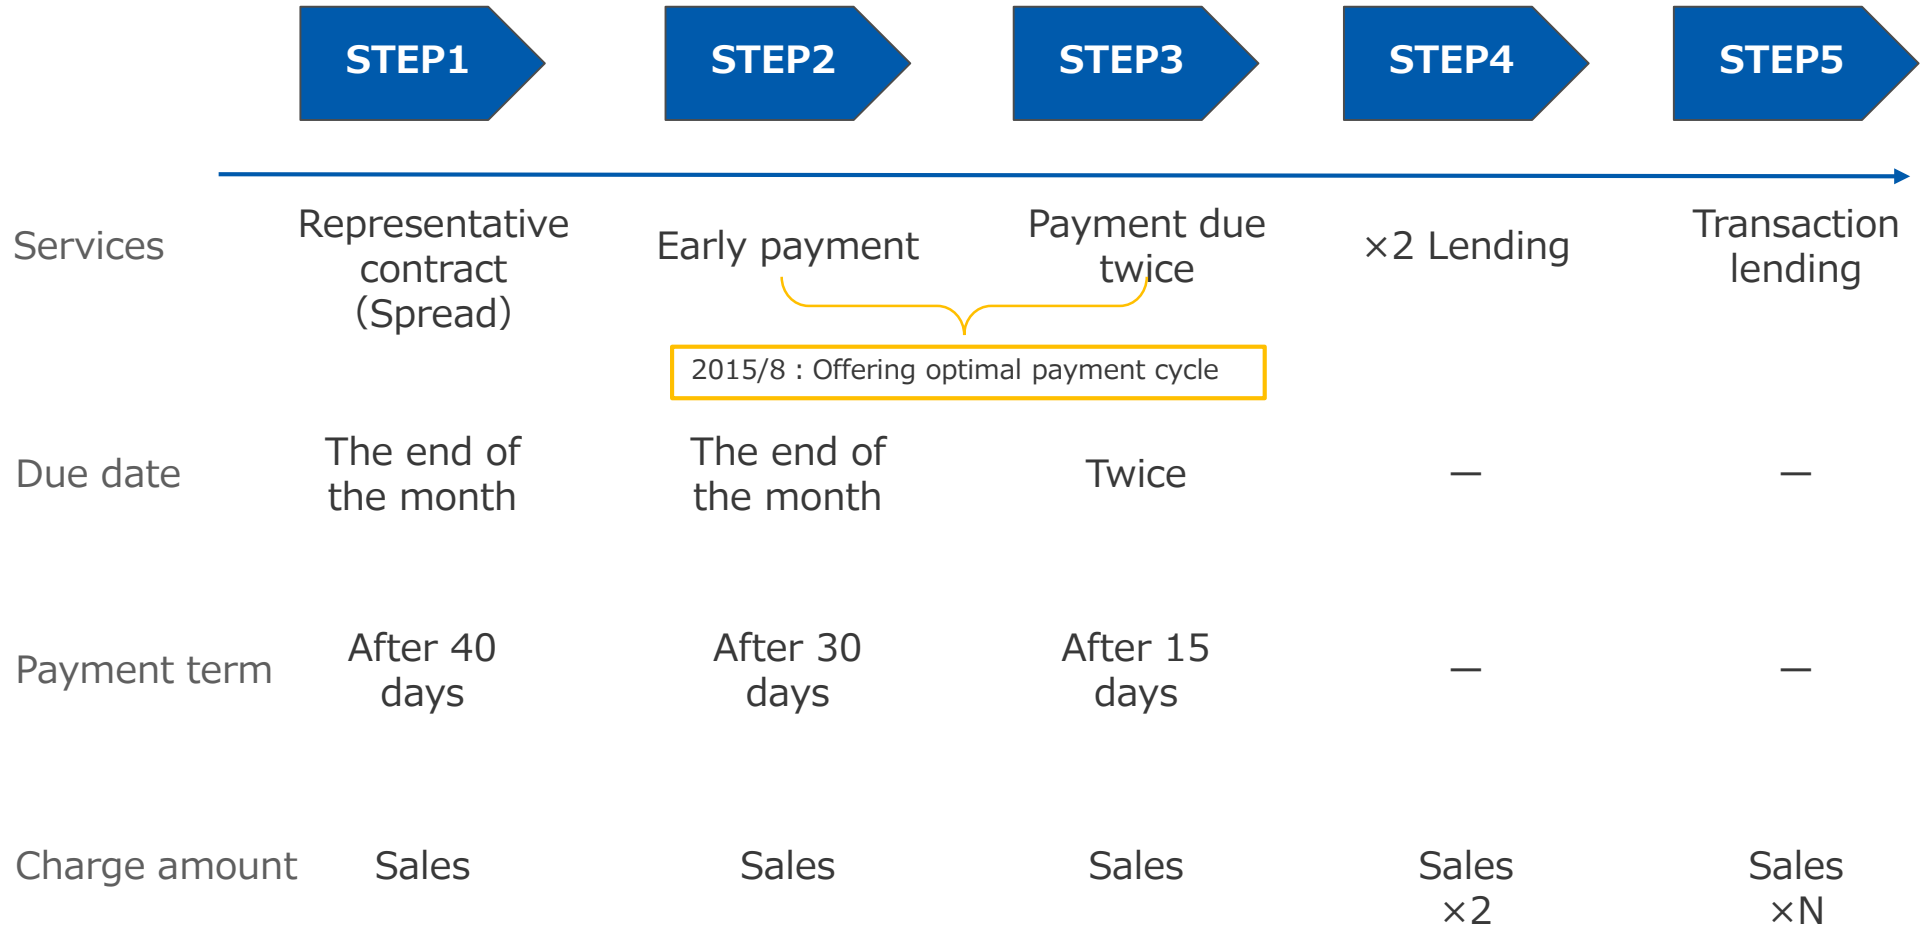 STEP1 STEP2 STEP3 STEP4 STEP5
Services
Representative
contract
（Spread）
Early payment
Payment due
twice
×2 Lending
Transaction
lending
2015/8 : Offering optimal payment cycle
Due date
The end of
the month
The end of
the month
Twice
—
—
Payment term
After 40
days
After 30
days
After 15
days
—
—
Charge amount
Sales
Sales
Sales
Sales
×2
Sales
×N